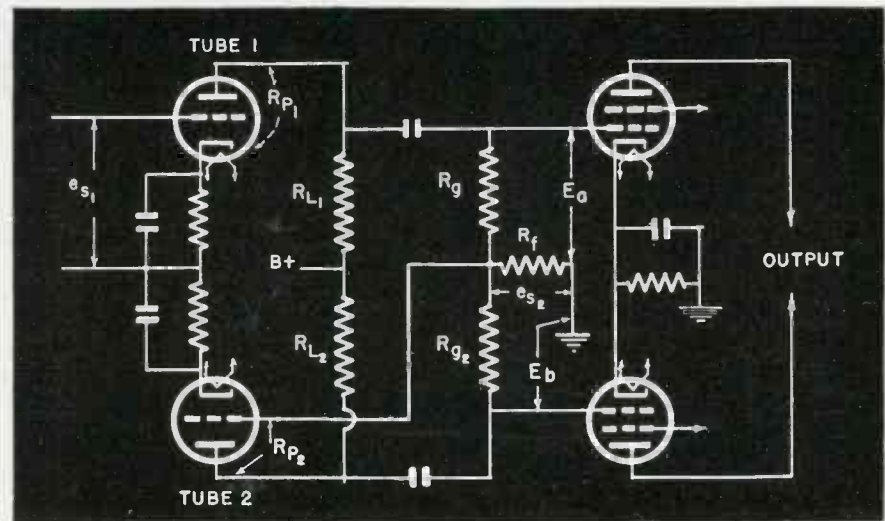 TUBE 1
Rp1
es1
RL1
Rg
Ea
Rf
B+
OUTPUT
es2
RL2
Rg2
Eb
Rp2
TUBE 2